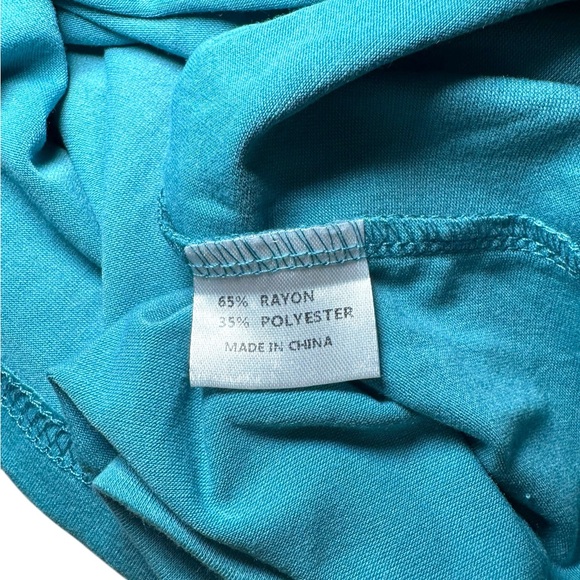 65% RAYON
35% POLYESTER
MADE IN CHINA